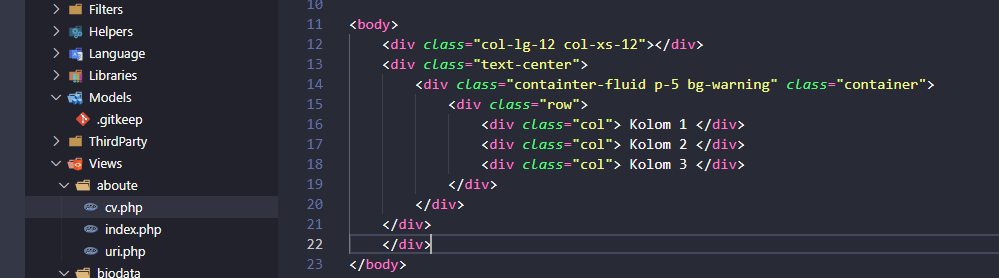 Filters
Helpers
Language
Libraries
Models
.gitkeep
ThirdParty
Views
aboute
cv.php
index.php
uri.php
biodata
10
11 <body>
12 <div class="col-lg-12 col-xs-12"></div>
13 <div class="text-center">
14 <div class="containter-fluid p-5 bg-warning" class="container">
15 <div class="row">
16 <div class="col"> Kolom 1 </div>
17 <div class="col"> Kolom 2 </div>
18 <div class="col"> Kolom 3 </div>
19 </div>
20 </div>
21 </div>
22 </div>
23 </body>